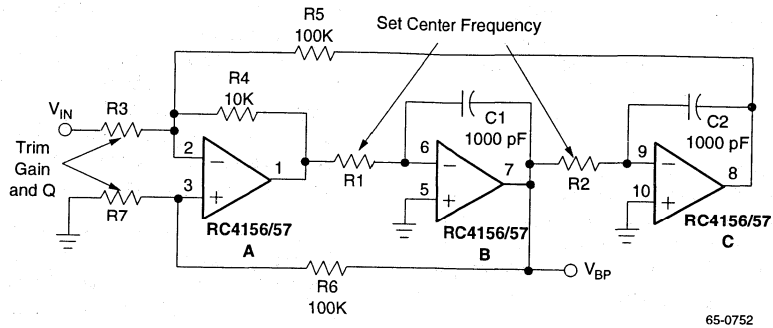 R5
100K
Set Center Frequency
R4
10K
C1
1000 pF
C2
1000 pF
VIN
R3
Trim
Gain
and Q
R7
2
3
1
R1
6
5
7
R2
9
10
8
RC4156/57
A
RC4156/57
B
RC4156/57
C
R6
100K
VBP
65-0752